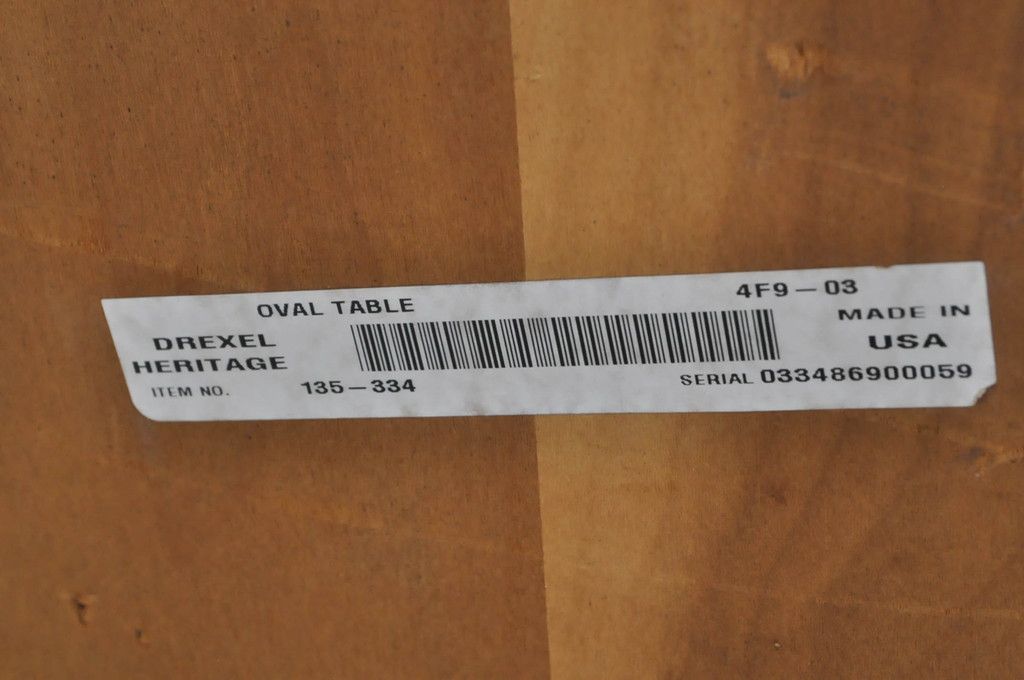 OVAL TABLE 4F9-03
DREXEL MADE IN
HERITAGE USA
ITEM NO. 135-334 SERIAL 033486900059